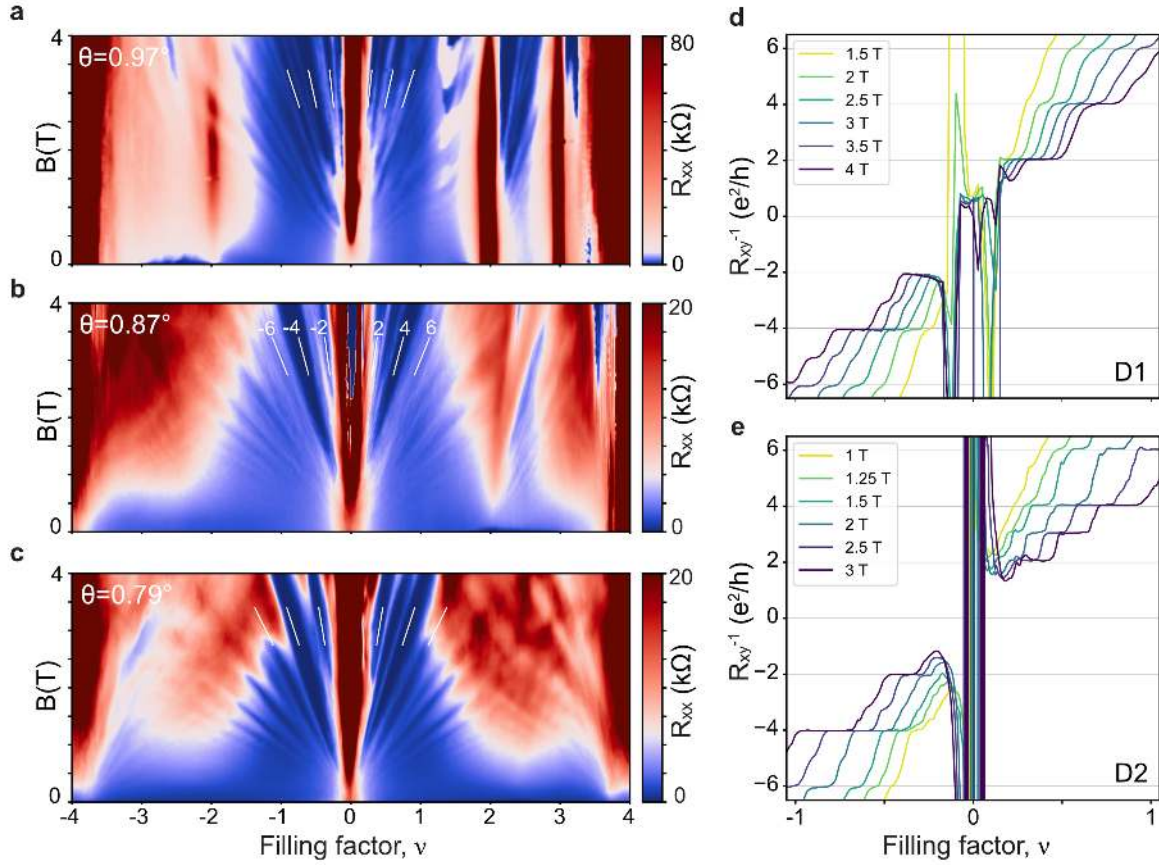 a
4
θ=0.97°
B(T)
0
80
Rxx (kΩ)
0
b
4
θ=0.87°
-6 -4 -2 2 4 6
B(T)
0
20
Rxx (kΩ)
0
c
4
θ=0.79°
B(T)
0
20
Rxx (kΩ)
0
-4 -3 -2 -1 0 1 2 3 4
Filling factor, ν
d
6
4
2
0
−2
−4
−6
Rxy⁻¹ (e²/h)
1.5 T
2 T
2.5 T
3 T
3.5 T
4 T
D1
e
6
4
2
0
−2
−4
−6
Rxy⁻¹ (e²/h)
1 T
1.25 T
1.5 T
2 T
2.5 T
3 T
D2
-1 0 1
Filling factor, ν